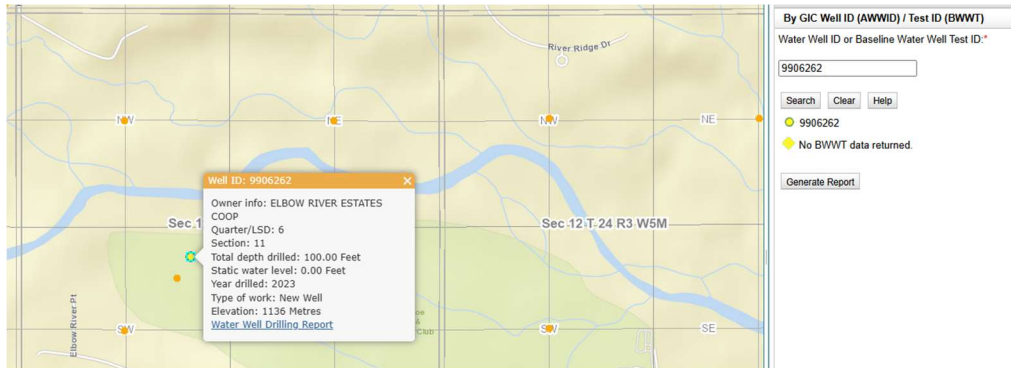 River Ridge Dr
NW
NE
NW
NE
Well ID: 9906262
Owner info: ELBOW RIVER ESTATES
COOP
Quarter/LSD: 6
Section: 11
Total depth drilled: 100.00 Feet
Static water level: 0.00 Feet
Year drilled: 2023
Type of work: New Well
Elevation: 1136 Metres
Water Well Drilling Report
Sec 1
Sec 12 T 24 R3 W5M
Elbow River Pt
SW
Club
SW
SE
By GIC Well ID (AWWID) / Test ID (BWWT)
Water Well ID or Baseline Water Well Test ID:*
9906262
Search Clear Help
9906262
No BWWT data returned.
Generate Report